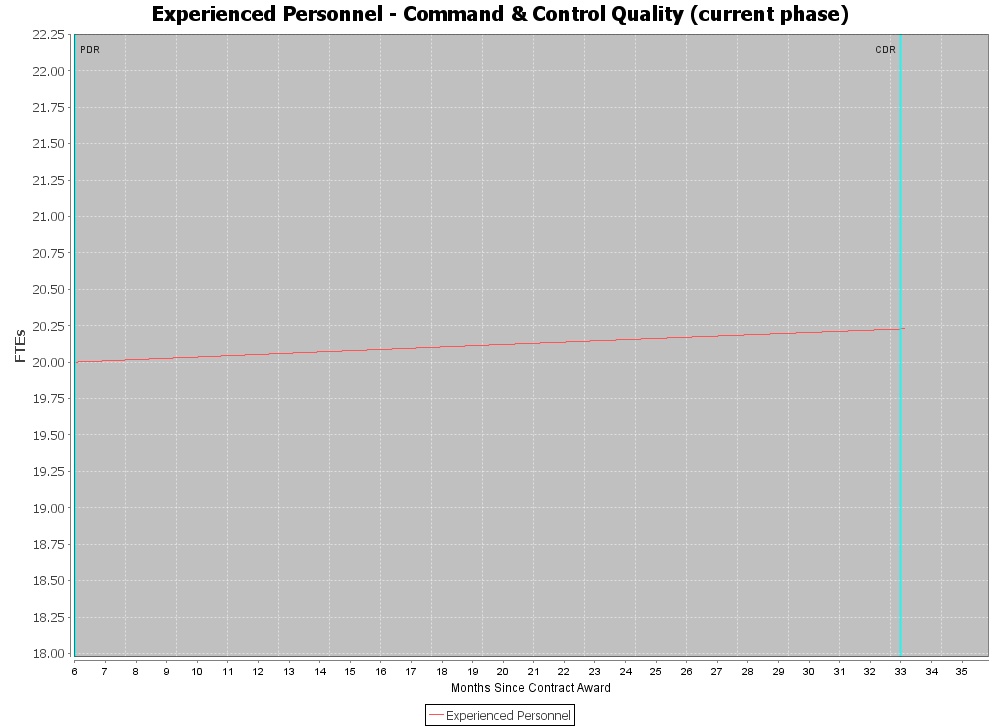 Experienced Personnel - Command & Control Quality (current phase)
22.25
22.00
21.75
21.50
21.25
21.00
20.75
20.50
20.25
20.00
19.75
19.50
19.25
19.00
18.75
18.50
18.25
18.00
FTEs
PDR
CDR
6 7 8 9 10 11 12 13 14 15 16 17 18 19 20 21 22 23 24 25 26 27 28 29 30 31 32 33 34 35
Months Since Contract Award
Experienced Personnel